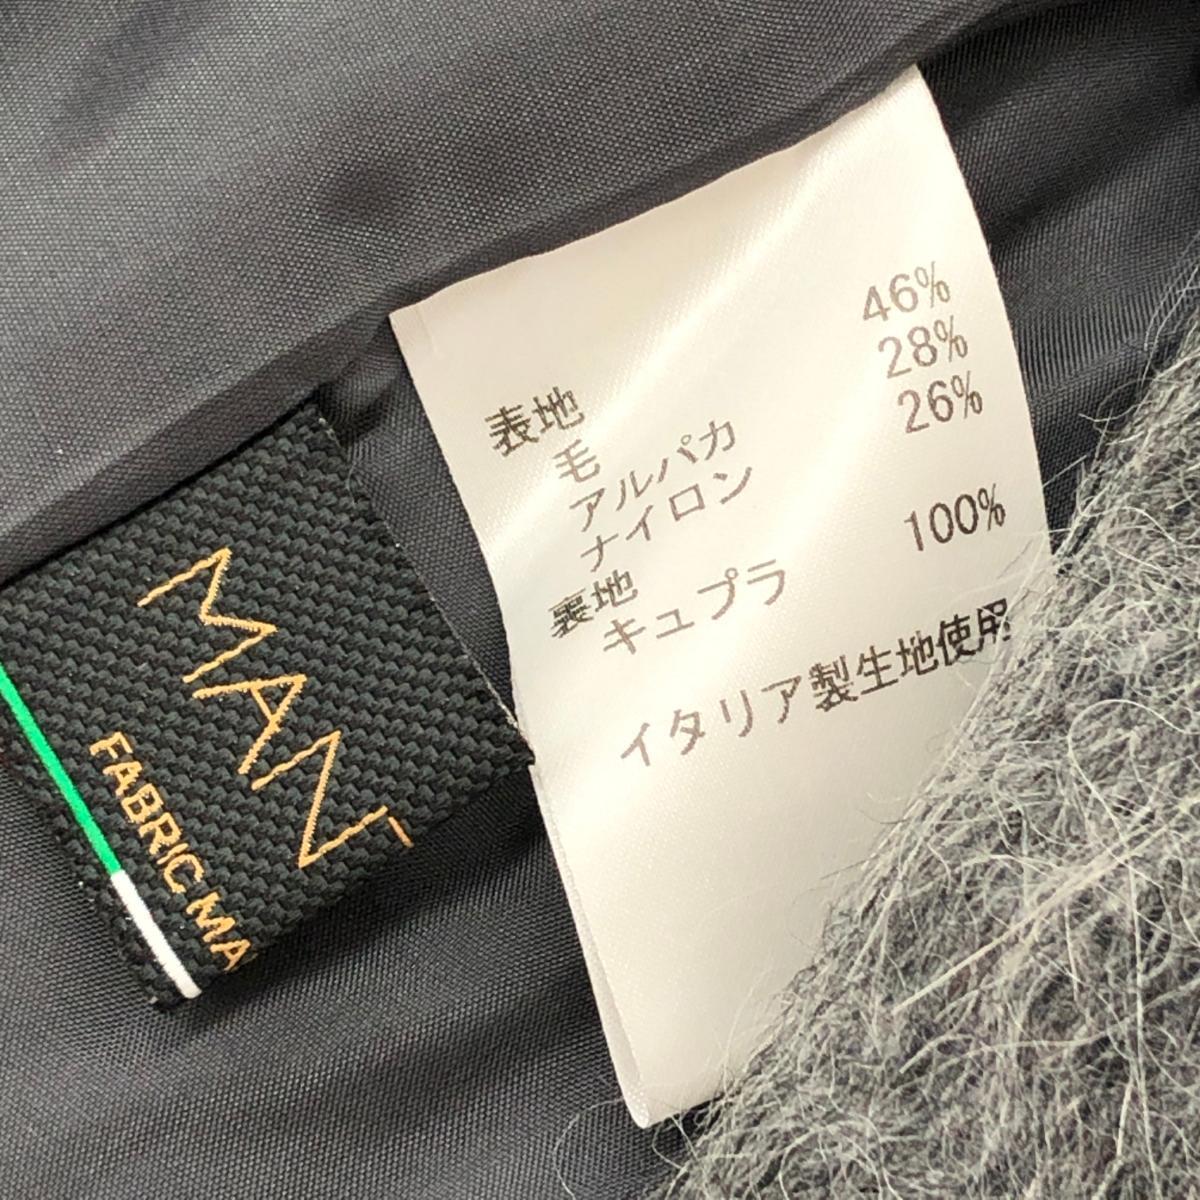 表地
毛 46%
アルパカ 28%
ナイロン 26%
裏地
キュプラ 100%
イタリア製生地使用
MAN
FABRIC MA